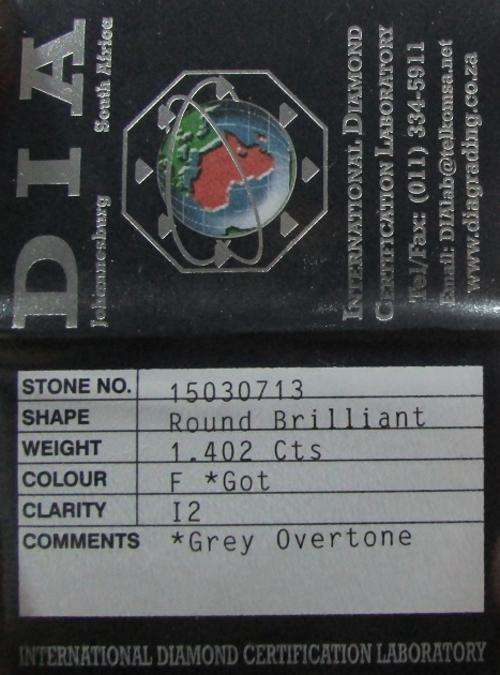 DIA
Johannesburg South Africa
INTERNATIONAL DIAMOND
CERTIFICATION LABORATORY
Tel/Fax: (011) 334-5911
Email: DIAlab@telkomsa.net
www.diagrading.co.za
STONE NO. 15030713
SHAPE Round Brilliant
WEIGHT 1.402 Cts
COLOUR F *Got
CLARITY I2
COMMENTS *Grey Overtone
INTERNATIONAL DIAMOND CERTIFICATION LABORATORY